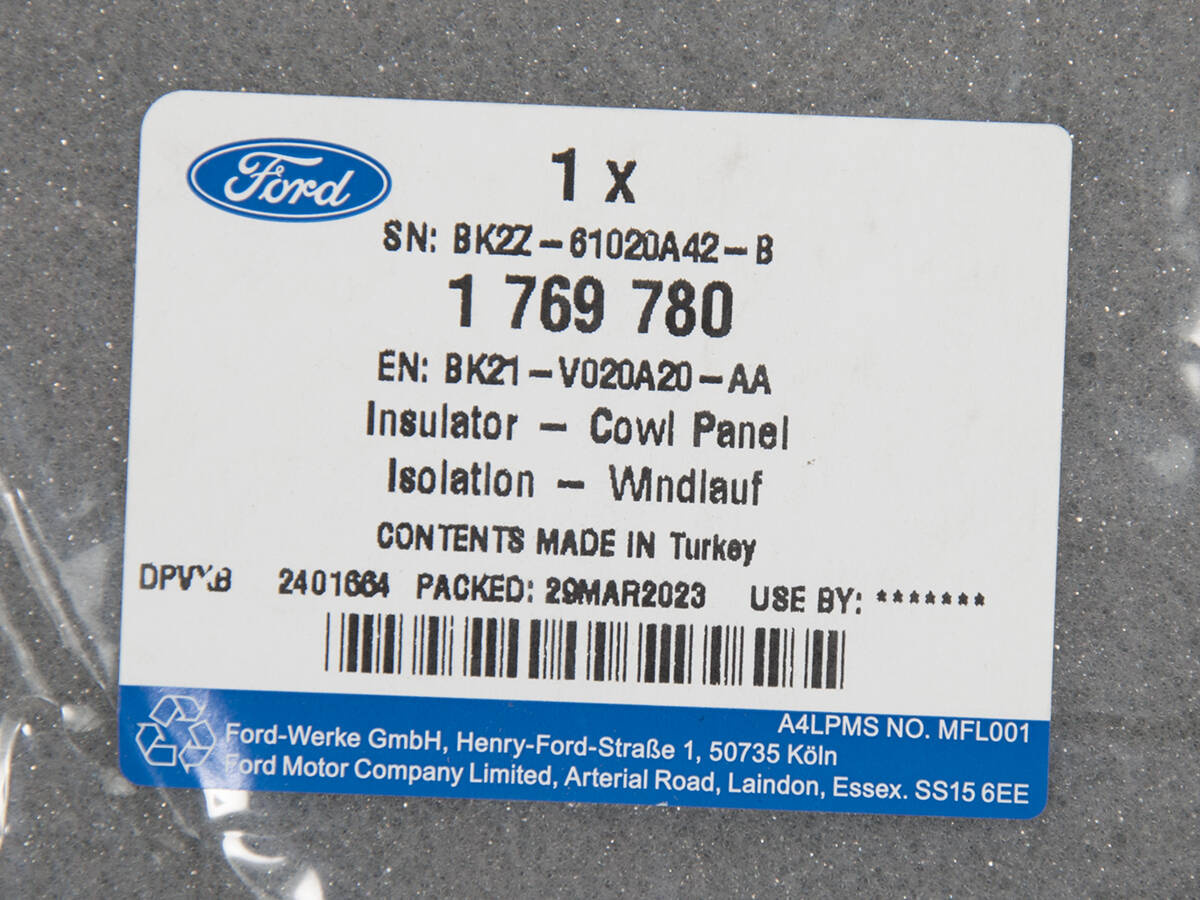 Ford
1 x
SN: BK2Z-61020A42-B
1 769 780
EN: BK21-V020A20-AA
Insulator - Cowl Panel
Isolation - Windlauf
CONTENTS MADE IN Turkey
2401664 PACKED: 29MAR2023 USE BY: *******
A4LPMS NO. MFL001
Ford-Werke GmbH, Henry-Ford-Straße 1, 50735 Köln
Ford Motor Company Limited, Arterial Road, Laindon, Essex. SS15 6EE